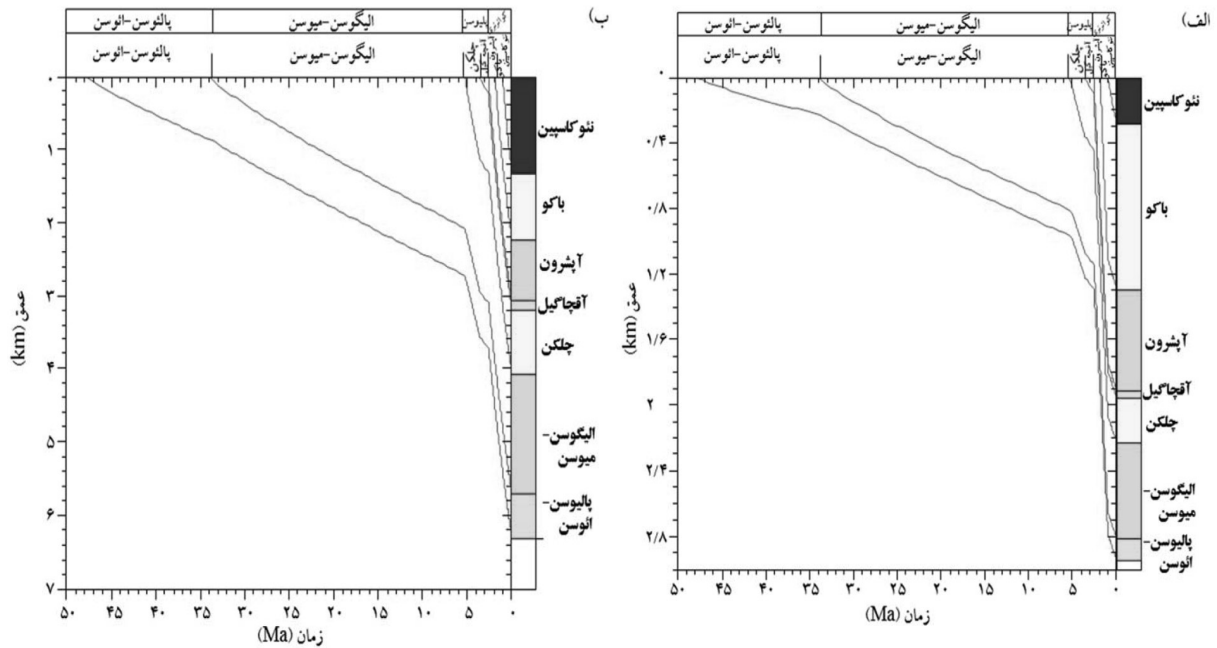 الف)
پالئوسن-ائوسن
الیگوسن-میوسن
پلیوسن
پالئوسن-ائوسن
الیگوسن-میوسن
چلکن
۰
۰/۴
۰/۸
۱/۲
۱/۶
۲
۲/۴
۲/۸
عمق (km)
نئوکاسپین
باکو
آپشرون
آقچاگیل
چلکن
الیگوسن-
میوسن
پالیوسن-
ائوسن
۵۰ ۴۵ ۴۰ ۳۵ ۳۰ ۲۵ ۲۰ ۱۵ ۱۰ ۵ ۰
زمان (Ma)
ب)
پالئوسن-ائوسن
الیگوسن-میوسن
پلیوسن
پالئوسن-ائوسن
الیگوسن-میوسن
چلکن
۰
۱
۲
۳
۴
۵
۶
۷
عمق (km)
نئوکاسپین
باکو
آپشرون
آقچاگیل
چلکن
الیگوسن-
میوسن
پالیوسن-
ائوسن
۵۰ ۴۵ ۴۰ ۳۵ ۳۰ ۲۵ ۲۰ ۱۵ ۱۰ ۵ ۰
زمان (Ma)